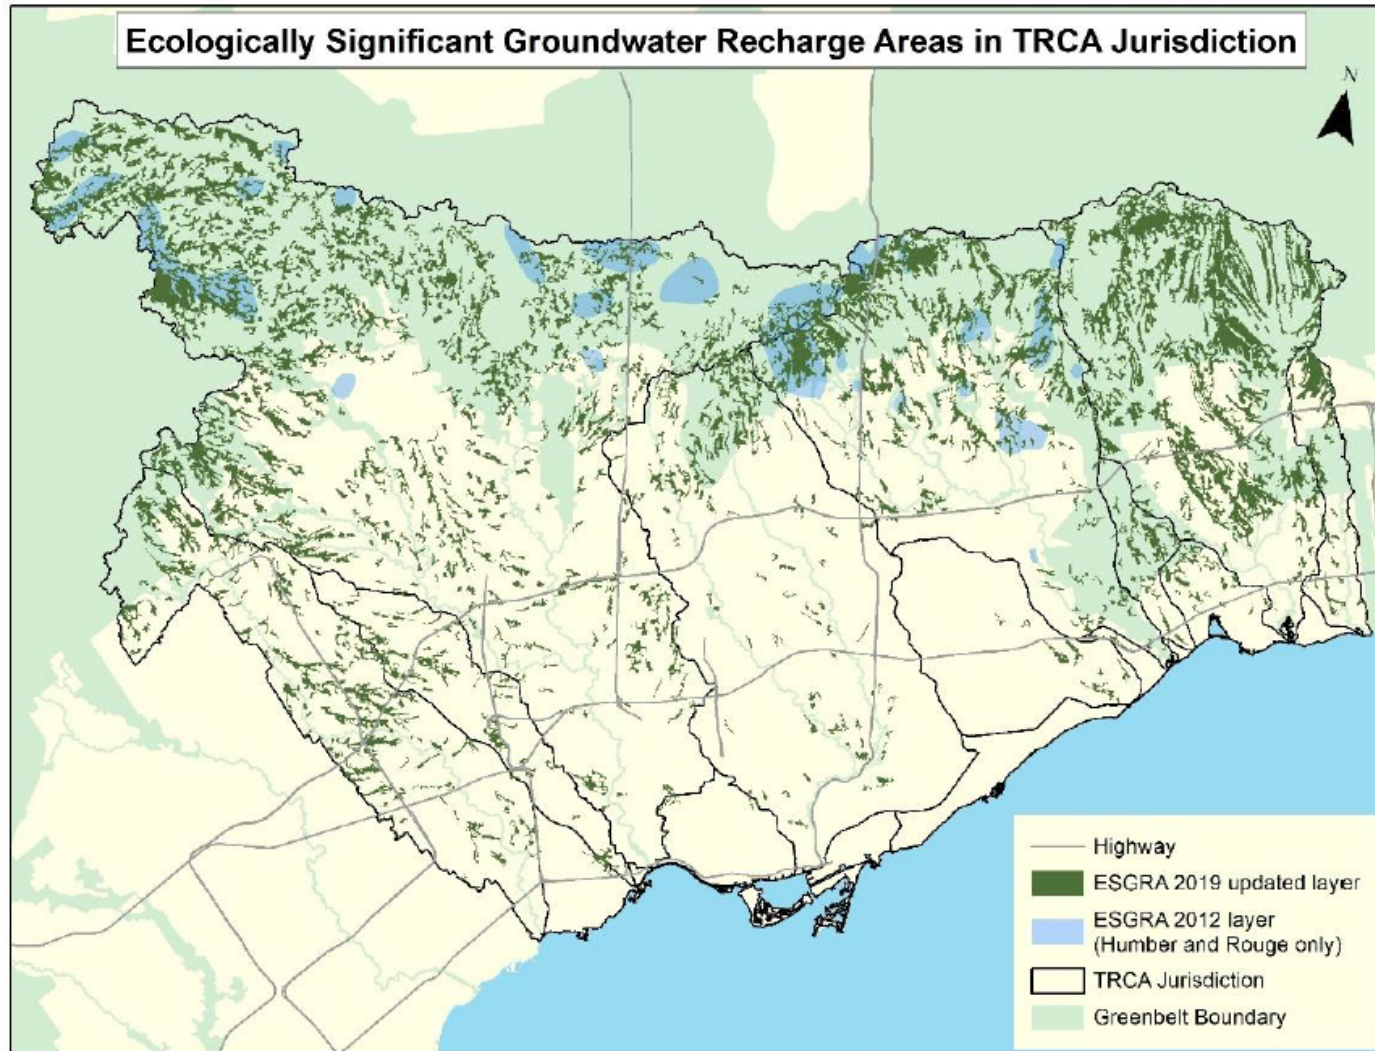 Ecologically Significant Groundwater Recharge Areas in TRCA Jurisdiction
N
Highway
ESGRA 2019 updated layer
ESGRA 2012 layer
(Humber and Rouge only)
TRCA Jurisdiction
Greenbelt Boundary